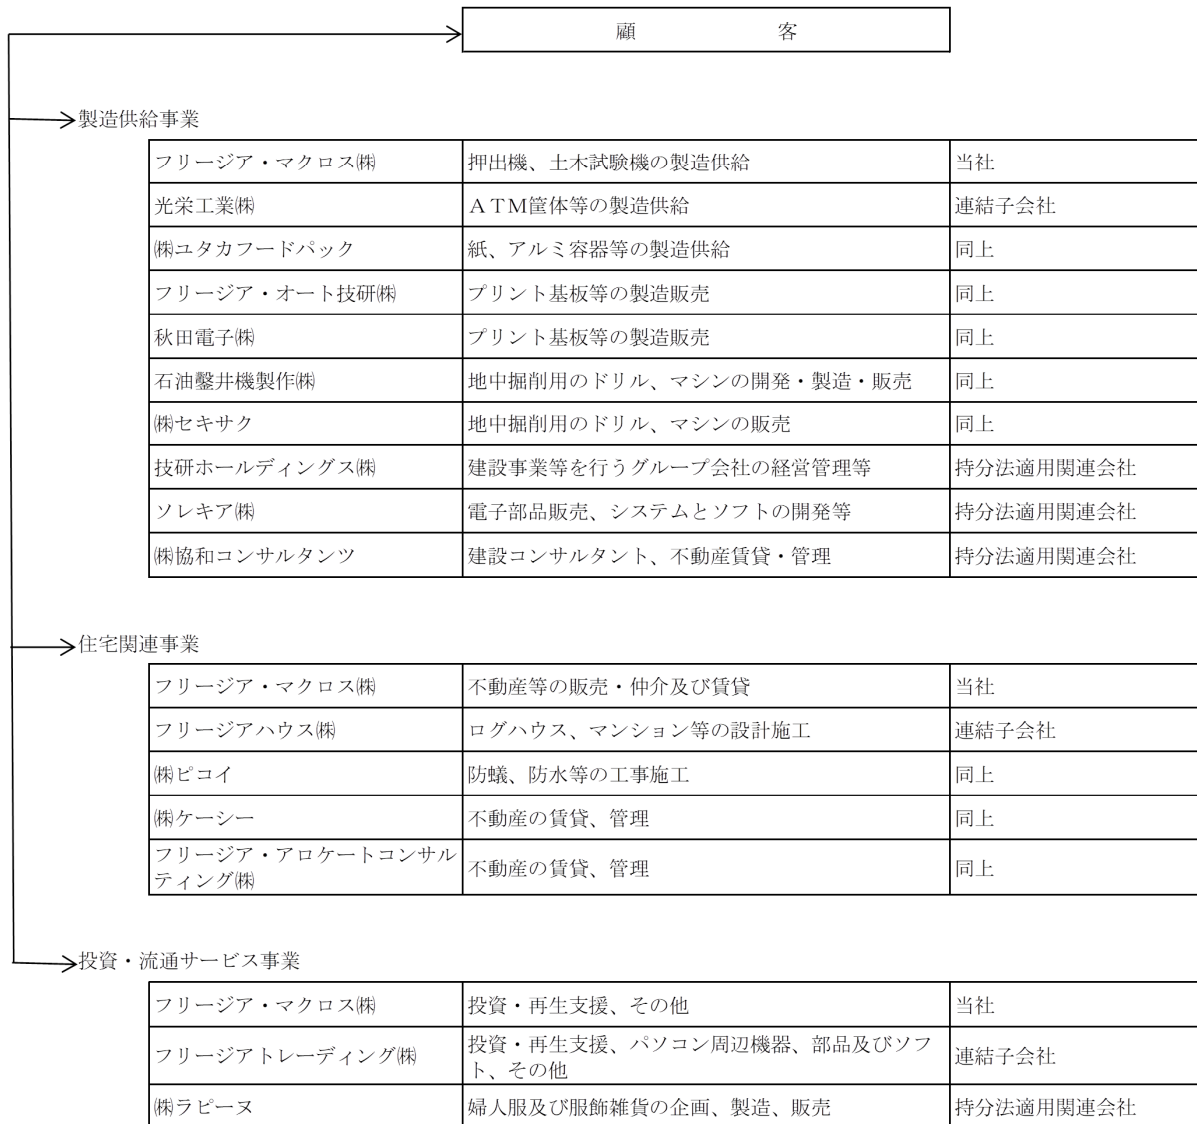 顧　　　　　　　客
製造供給事業
フリージア・マクロス㈱ 押出機、土木試験機の製造供給 当社
光栄工業㈱ ＡＴＭ筐体等の製造供給 連結子会社
㈱ユタカフードパック 紙、アルミ容器等の製造供給 同上
フリージア・オート技研㈱ プリント基板等の製造販売 同上
秋田電子㈱ プリント基板等の製造販売 同上
石油鑿井機製作㈱ 地中掘削用のドリル、マシンの開発・製造・販売 同上
㈱セキサク 地中掘削用のドリル、マシンの販売 同上
技研ホールディングス㈱ 建設事業等を行うグループ会社の経営管理等 持分法適用関連会社
ソレキア㈱ 電子部品販売、システムとソフトの開発等 持分法適用関連会社
㈱協和コンサルタンツ 建設コンサルタント、不動産賃貸・管理 持分法適用関連会社
住宅関連事業
フリージア・マクロス㈱ 不動産等の販売・仲介及び賃貸 当社
フリージアハウス㈱ ログハウス、マンション等の設計施工 連結子会社
㈱ピコイ 防蟻、防水等の工事施工 同上
㈱ケーシー 不動産の賃貸、管理 同上
フリージア・アロケートコンサル
ティング㈱ 不動産の賃貸、管理 同上
投資・流通サービス事業
フリージア・マクロス㈱ 投資・再生支援、その他 当社
フリージアトレーディング㈱ 投資・再生支援、パソコン周辺機器、部品及びソフ
ト、その他 連結子会社
㈱ラピーヌ 婦人服及び服飾雑貨の企画、製造、販売 持分法適用関連会社